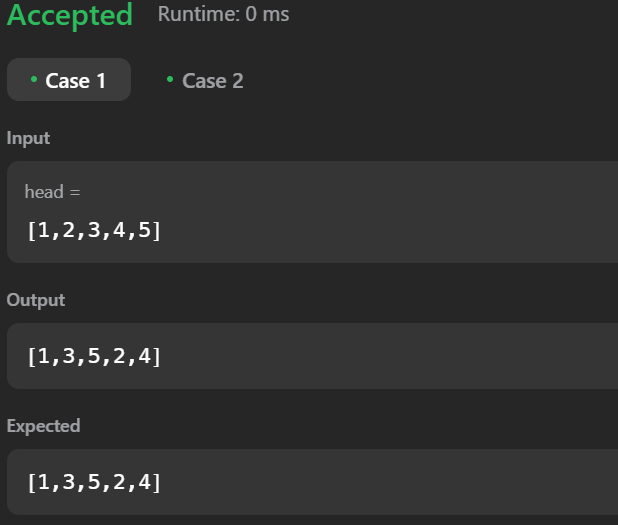 Accepted Runtime: 0 ms
• Case 1 • Case 2
Input
head =
[1,2,3,4,5]
Output
[1,3,5,2,4]
Expected
[1,3,5,2,4]